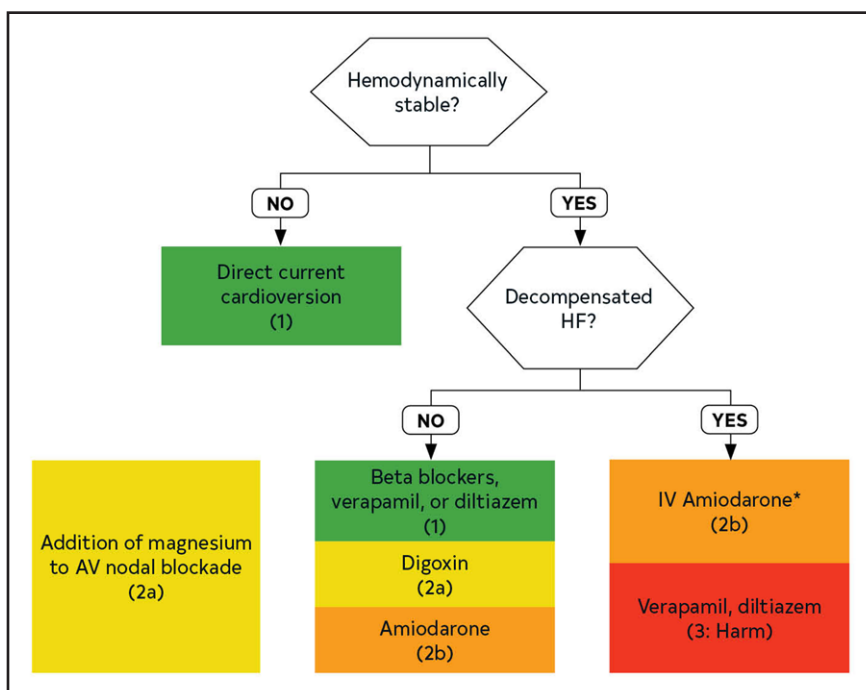 Hemodynamically
stable?
NO
YES
Direct current
cardioversion
(1)
Decompensated
HF?
NO
YES
Addition of magnesium
to AV nodal blockade
(2a)
Beta blockers,
verapamil, or diltiazem
(1)
Digoxin
(2a)
Amiodarone
(2b)
IV Amiodarone*
(2b)
Verapamil, diltiazem
(3: Harm)